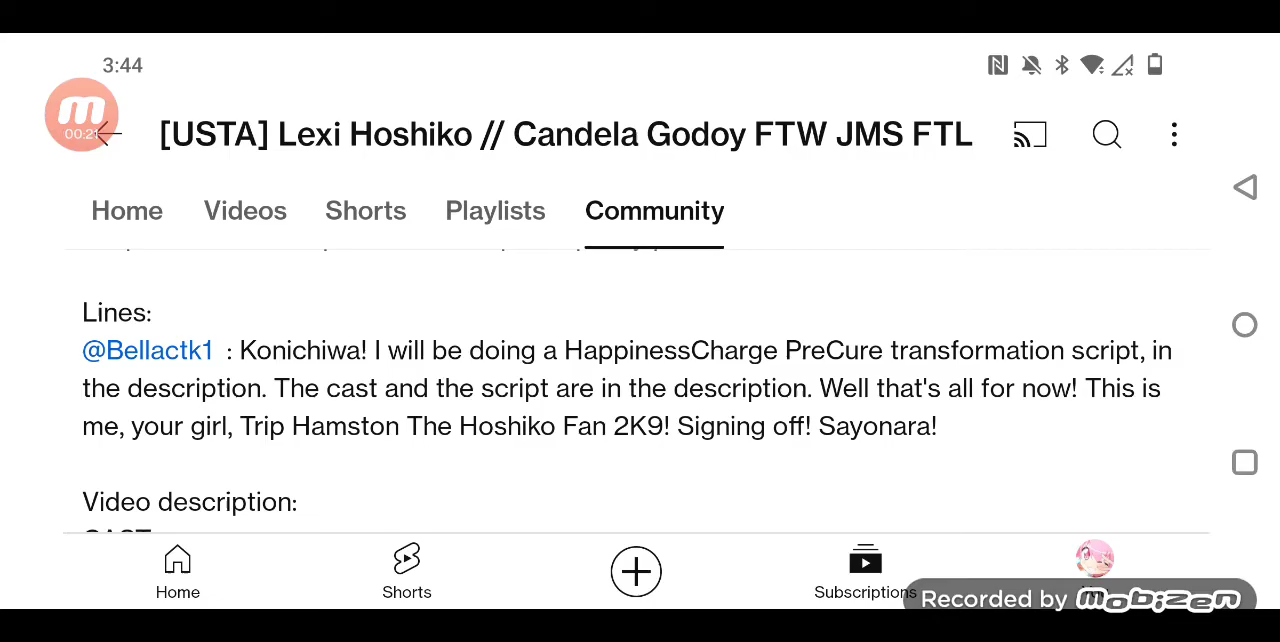 3:44
00:21
[USTA] Lexi Hoshiko // Candela Godoy FTW JMS FTL
Home Videos Shorts Playlists Community
Lines:
@Bellactk1 : Konichiwa! I will be doing a HappinessCharge PreCure transformation script, in
the description. The cast and the script are in the description. Well that's all for now! This is
me, your girl, Trip Hamston The Hoshiko Fan 2K9! Signing off! Sayonara!
Video description:
Home Shorts Subscriptions
Recorded by mobizen